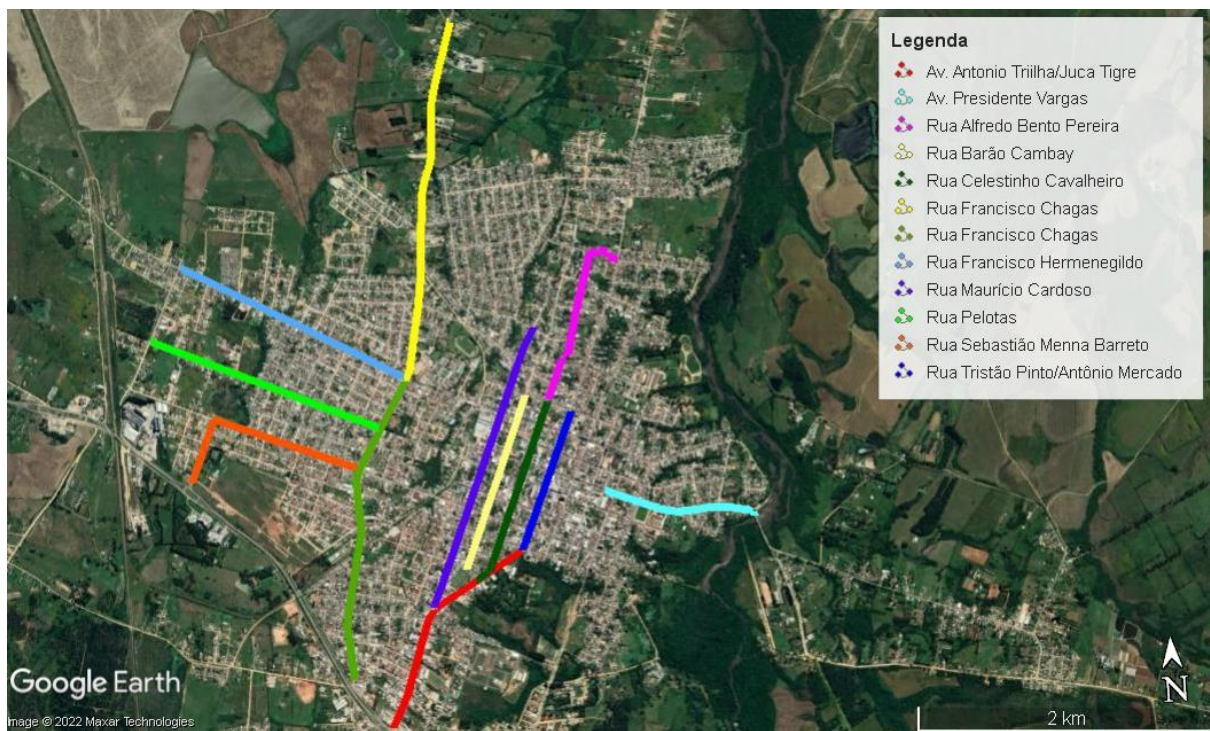 Legenda
Av. Antonio Triilha/Juca Tigre
Av. Presidente Vargas
Rua Alfredo Bento Pereira
Rua Barão Cambay
Rua Celestinho Cavalheiro
Rua Francisco Chagas
Rua Francisco Chagas
Rua Francisco Hermenegildo
Rua Maurício Cardoso
Rua Pelotas
Rua Sebastião Menna Barreto
Rua Tristão Pinto/Antônio Mercado
Google Earth
N
Image © 2022 Maxar Technologies
2 km